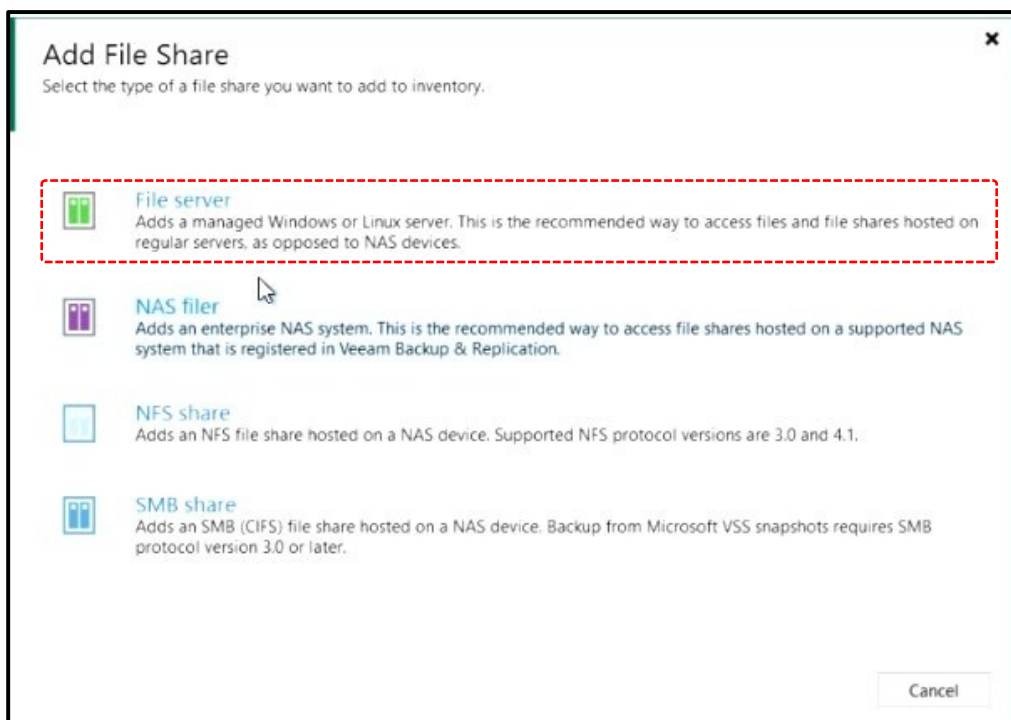 Add File Share
Select the type of a file share you want to add to inventory.
File server
Adds a managed Windows or Linux server. This is the recommended way to access files and file shares hosted on
regular servers, as opposed to NAS devices.
NAS filer
Adds an enterprise NAS system. This is the recommended way to access file shares hosted on a supported NAS
system that is registered in Veeam Backup & Replication.
NFS share
Adds an NFS file share hosted on a NAS device. Supported NFS protocol versions are 3.0 and 4.1.
SMB share
Adds an SMB (CIFS) file share hosted on a NAS device. Backup from Microsoft VSS snapshots requires SMB
protocol version 3.0 or later.
Cancel